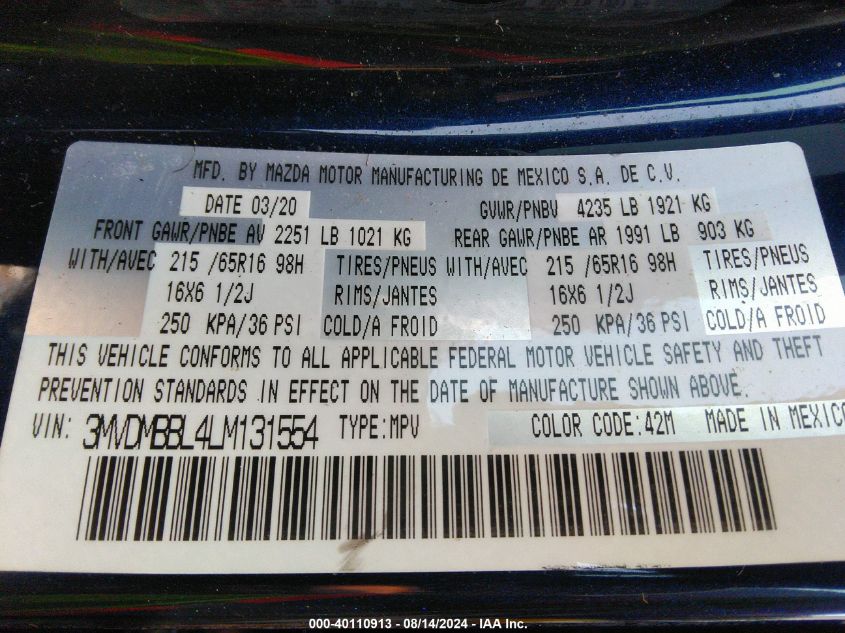 MFD. BY MAZDA MOTOR MANUFACTURING DE MEXICO S.A. DE C.V.
DATE 03/20 GVWR/PNBV 4235 LB 1921 KG
FRONT GAWR/PNBE AV 2251 LB 1021 KG REAR GAWR/PNBE AR 1991 LB 903 KG
WITH/AVEC 215 /65R16 98H TIRES/PNEUS WITH/AVEC 215 /65R16 98H TIRES/PNEUS
16X6 1/2J RIMS/JANTES 16X6 1/2J RIMS/JANTES
250 KPA/36 PSI COLD/A FROID 250 KPA/36 PSI COLD/A FROID
THIS VEHICLE CONFORMS TO ALL APPLICABLE FEDERAL MOTOR VEHICLE SAFETY AND THEFT
PREVENTION STANDARDS IN EFFECT ON THE DATE OF MANUFACTURE SHOWN ABOVE.
VIN: 3MVDMBBL4LM131554 TYPE:MPV COLOR CODE:42M MADE IN MEXICO
000-40110913 - 08/14/2024 - IAA Inc.